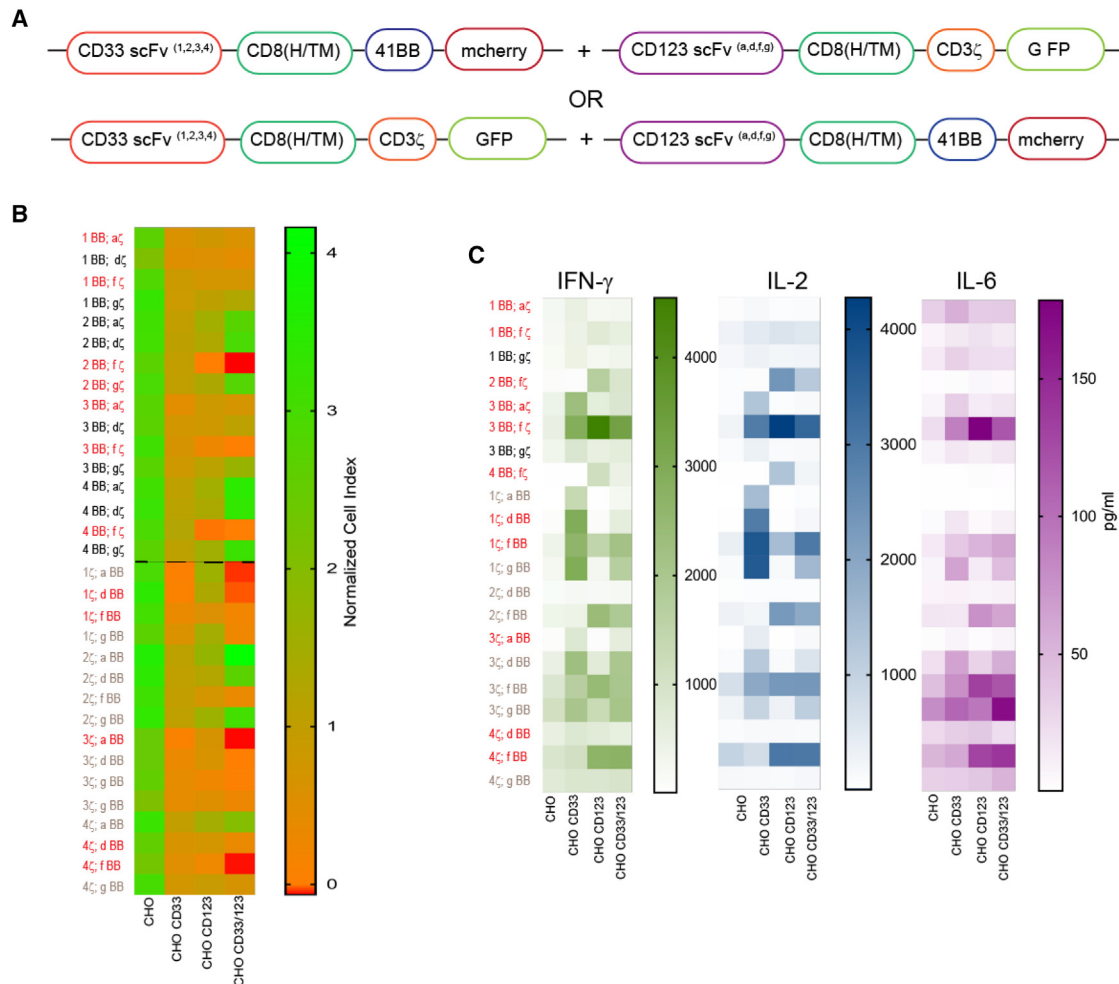 A
CD33 scFv (1,2,3,4) CD8(H/TM) 41BB mcherry + CD123 scFv (a,d,f,g) CD8(H/TM) CD3ζ G FP
OR
CD33 scFv (1,2,3,4) CD8(H/TM) CD3ζ GFP + CD123 scFv (a,d,f,g) CD8(H/TM) 41BB mcherry
B
1 BB; aζ
1 BB; dζ
1 BB; f ζ
1 BB; gζ
2 BB; aζ
2 BB; dζ
2 BB; f ζ
2 BB; gζ
3 BB; aζ
3 BB; dζ
3 BB; f ζ
3 BB; gζ
4 BB; aζ
4 BB; dζ
4 BB; f ζ
4 BB; gζ
1ζ; a BB
1ζ; d BB
1ζ; f BB
1ζ; g BB
2ζ; a BB
2ζ; d BB
2ζ; f BB
2ζ; g BB
3ζ; a BB
3ζ; d BB
3ζ; g BB
3ζ; g BB
4ζ; a BB
4ζ; d BB
4ζ; f BB
4ζ; g BB
CHO
CHO CD33
CHO CD123
CHO CD33/123
4
3
2
1
0
Normalized Cell Index
C
IFN-γ IL-2 IL-6
1 BB; aζ
1 BB; f ζ
1 BB; gζ
2 BB; fζ
3 BB; aζ
3 BB; f ζ
3 BB; gζ
4 BB; fζ
1ζ; a BB
1ζ; d BB
1ζ; f BB
1ζ; g BB
2ζ; d BB
2ζ; f BB
3ζ; a BB
3ζ; d BB
3ζ; f BB
3ζ; g BB
4ζ; d BB
4ζ; f BB
4ζ; g BB
CHO
CHO CD33
CHO CD123
CHO CD33/123
4000
3000
2000
1000
CHO
CHO CD33
CHO CD123
CHO CD33/123
4000
3000
2000
1000
CHO
CHO CD33
CHO CD123
CHO CD33/123
150
100
50
pg/ml